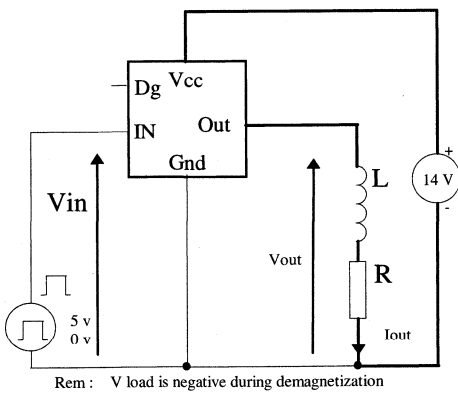 Vcc
Dg
IN
Out
Gnd
Vin
L
+
14 V
-
Vout
R
5 v
0 v
Iout
Rem : V load is negative during demagnetization